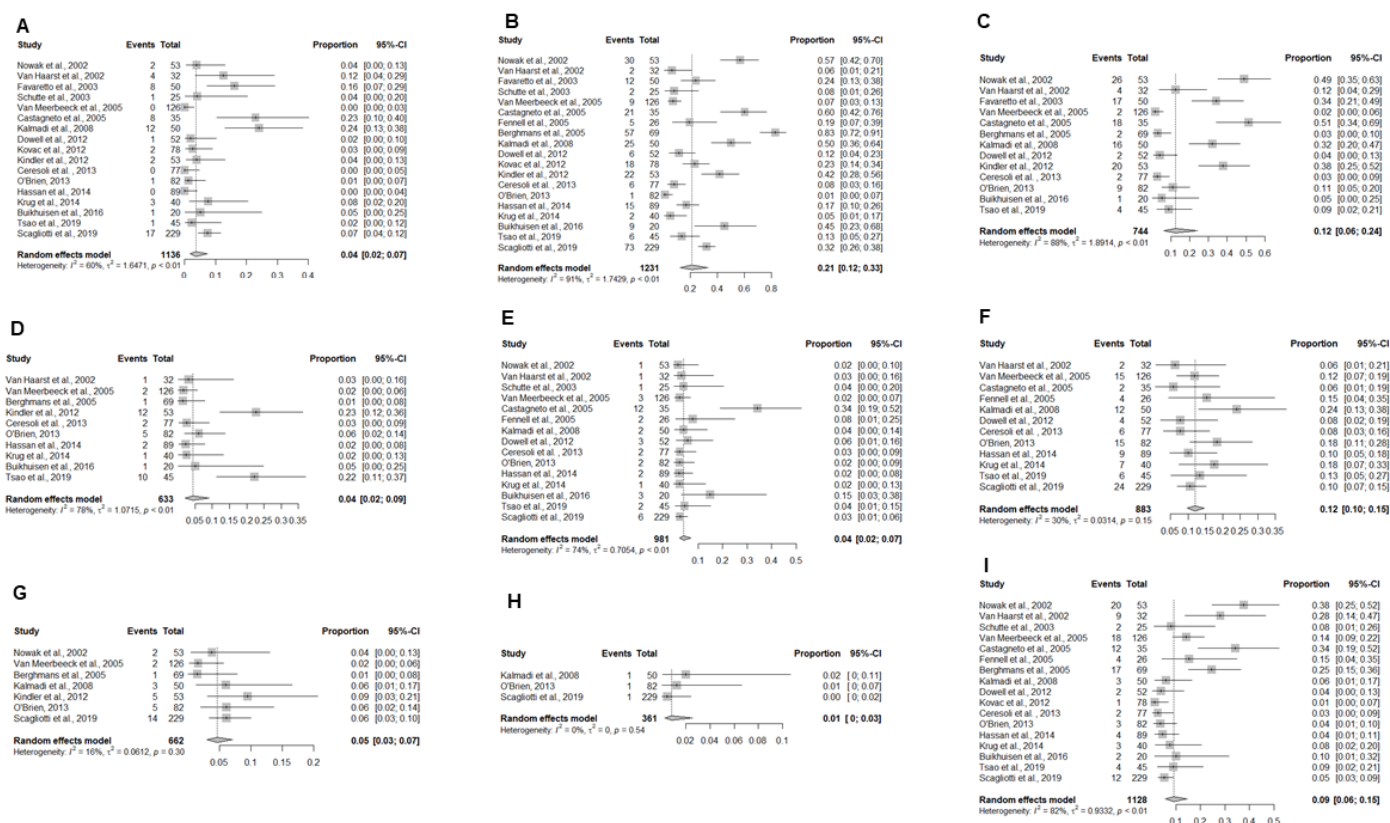 A
Study Events Total Proportion 95%-CI
Nowak et al., 2002 2 53 0.04 [0.00; 0.13]
Van Haarst et al., 2002 4 32 0.12 [0.04; 0.29]
Favaretto et al., 2003 8 50 0.16 [0.07; 0.29]
Schutte et al., 2003 1 25 0.04 [0.00; 0.20]
Van Meerbeeck et al., 2005 0 126 0.00 [0.00; 0.03]
Castagneto et al., 2005 8 35 0.23 [0.10; 0.40]
Kalmadi et al., 2008 12 50 0.24 [0.13; 0.38]
Dowell et al., 2012 1 52 0.02 [0.00; 0.10]
Kovac et al., 2012 2 78 0.03 [0.00; 0.09]
Kindler et al., 2012 2 53 0.04 [0.00; 0.13]
Ceresoli et al., 2013 0 77 0.00 [0.00; 0.05]
O'Brien, 2013 1 82 0.01 [0.00; 0.07]
Hassan et al., 2014 0 89 0.00 [0.00; 0.04]
Krug et al., 2014 3 40 0.08 [0.02; 0.20]
Buikhuisen et al., 2016 1 20 0.05 [0.00; 0.25]
Tsao et al., 2019 1 45 0.02 [0.00; 0.12]
Scagliotti et al., 2019 17 229 0.07 [0.04; 0.12]
Random effects model 1136 0.04 [0.02; 0.07]
Heterogeneity: I² = 60%, τ² = 1.6471, p < 0.01
0 0.1 0.2 0.3 0.4
B
Study Events Total Proportion 95%-CI
Nowak et al., 2002 30 53 0.57 [0.42; 0.70]
Van Haarst et al., 2002 2 32 0.06 [0.01; 0.21]
Favaretto et al., 2003 12 50 0.24 [0.13; 0.38]
Schutte et al., 2003 2 25 0.08 [0.01; 0.26]
Van Meerbeeck et al., 2005 9 126 0.07 [0.03; 0.13]
Castagneto et al., 2005 21 35 0.60 [0.42; 0.76]
Fennell et al., 2005 5 26 0.19 [0.07; 0.39]
Berghmans et al., 2005 57 69 0.83 [0.72; 0.91]
Kalmadi et al., 2008 25 50 0.50 [0.36; 0.64]
Dowell et al., 2012 6 52 0.12 [0.04; 0.23]
Kovac et al., 2012 18 78 0.23 [0.14; 0.34]
Kindler et al., 2012 22 53 0.42 [0.28; 0.56]
Ceresoli et al., 2013 6 77 0.08 [0.03; 0.16]
O'Brien, 2013 1 82 0.01 [0.00; 0.07]
Hassan et al., 2014 15 89 0.17 [0.10; 0.26]
Krug et al., 2014 2 40 0.05 [0.01; 0.17]
Buikhuisen et al., 2016 9 20 0.45 [0.23; 0.68]
Tsao et al., 2019 6 45 0.13 [0.05; 0.27]
Scagliotti et al., 2019 73 229 0.32 [0.26; 0.38]
Random effects model 1231 0.21 [0.12; 0.33]
Heterogeneity: I² = 91%, τ² = 1.7429, p < 0.01
0.2 0.4 0.6 0.8
C
Study Events Total Proportion 95%-CI
Nowak et al., 2002 26 53 0.49 [0.35; 0.63]
Van Haarst et al., 2002 4 32 0.12 [0.04; 0.29]
Favaretto et al., 2003 17 50 0.34 [0.21; 0.49]
Van Meerbeeck et al., 2005 2 126 0.02 [0.00; 0.06]
Castagneto et al., 2005 18 35 0.51 [0.34; 0.69]
Berghmans et al., 2005 2 69 0.03 [0.00; 0.10]
Kalmadi et al., 2008 16 50 0.32 [0.20; 0.47]
Dowell et al., 2012 2 52 0.04 [0.00; 0.13]
Kindler et al., 2012 20 53 0.38 [0.25; 0.52]
Ceresoli et al., 2013 2 77 0.03 [0.00; 0.09]
O'Brien, 2013 9 82 0.11 [0.05; 0.20]
Buikhuisen et al., 2016 1 20 0.05 [0.00; 0.25]
Tsao et al., 2019 4 45 0.09 [0.02; 0.21]
Random effects model 744 0.12 [0.06; 0.24]
Heterogeneity: I² = 88%, τ² = 1.8914, p < 0.01
0.1 0.2 0.3 0.4 0.5 0.6
D
Study Events Total Proportion 95%-CI
Van Haarst et al., 2002 1 32 0.03 [0.00; 0.16]
Van Meerbeeck et al., 2005 2 126 0.02 [0.00; 0.06]
Berghmans et al., 2005 1 69 0.01 [0.00; 0.08]
Kindler et al., 2012 12 53 0.23 [0.12; 0.36]
Ceresoli et al., 2013 2 77 0.03 [0.00; 0.09]
O'Brien, 2013 5 82 0.06 [0.02; 0.14]
Hassan et al., 2014 2 89 0.02 [0.00; 0.08]
Krug et al., 2014 1 40 0.02 [0.00; 0.13]
Buikhuisen et al., 2016 1 20 0.05 [0.00; 0.25]
Tsao et al., 2019 10 45 0.22 [0.11; 0.37]
Random effects model 633 0.04 [0.02; 0.09]
Heterogeneity: I² = 78%, τ² = 1.0715, p < 0.01
0.05 0.1 0.15 0.2 0.25 0.3 0.35
E
Study Events Total Proportion 95%-CI
Nowak et al., 2002 1 53 0.02 [0.00; 0.10]
Van Haarst et al., 2002 1 32 0.03 [0.00; 0.16]
Schutte et al., 2003 1 25 0.04 [0.00; 0.20]
Van Meerbeeck et al., 2005 3 126 0.02 [0.00; 0.07]
Castagneto et al., 2005 12 35 0.34 [0.19; 0.52]
Fennell et al., 2005 2 26 0.08 [0.01; 0.25]
Kalmadi et al., 2008 2 50 0.04 [0.00; 0.14]
Dowell et al., 2012 3 52 0.06 [0.01; 0.16]
Ceresoli et al., 2013 2 77 0.03 [0.00; 0.09]
O'Brien, 2013 2 82 0.02 [0.00; 0.09]
Hassan et al., 2014 2 89 0.02 [0.00; 0.08]
Krug et al., 2014 1 40 0.02 [0.00; 0.13]
Buikhuisen et al., 2016 3 20 0.15 [0.03; 0.38]
Tsao et al., 2019 2 45 0.04 [0.01; 0.15]
Scagliotti et al., 2019 6 229 0.03 [0.01; 0.06]
Random effects model 981 0.04 [0.02; 0.07]
Heterogeneity: I² = 74%, τ² = 0.7054, p < 0.01
0.1 0.2 0.3 0.4 0.5
F
Study Events Total Proportion 95%-CI
Van Haarst et al., 2002 2 32 0.06 [0.01; 0.21]
Van Meerbeeck et al., 2005 15 126 0.12 [0.07; 0.19]
Castagneto et al., 2005 2 35 0.06 [0.01; 0.19]
Fennell et al., 2005 4 26 0.15 [0.04; 0.35]
Kalmadi et al., 2008 12 50 0.24 [0.13; 0.38]
Dowell et al., 2012 4 52 0.08 [0.02; 0.19]
Ceresoli et al., 2013 6 77 0.08 [0.03; 0.16]
O'Brien, 2013 15 82 0.18 [0.11; 0.28]
Hassan et al., 2014 9 89 0.10 [0.05; 0.18]
Krug et al., 2014 7 40 0.18 [0.07; 0.33]
Tsao et al., 2019 6 45 0.13 [0.05; 0.27]
Scagliotti et al., 2019 24 229 0.10 [0.07; 0.15]
Random effects model 883 0.12 [0.10; 0.15]
Heterogeneity: I² = 30%, τ² = 0.0314, p = 0.15
0.05 0.1 0.15 0.2 0.25 0.3 0.35
G
Study Events Total Proportion 95%-CI
Nowak et al., 2002 2 53 0.04 [0.00; 0.13]
Van Meerbeeck et al., 2005 2 126 0.02 [0.00; 0.06]
Berghmans et al., 2005 1 69 0.01 [0.00; 0.08]
Kalmadi et al., 2008 3 50 0.06 [0.01; 0.17]
Kindler et al., 2012 5 53 0.09 [0.03; 0.21]
O'Brien, 2013 5 82 0.06 [0.02; 0.14]
Scagliotti et al., 2019 14 229 0.06 [0.03; 0.10]
Random effects model 662 0.05 [0.03; 0.07]
Heterogeneity: I² = 16%, τ² = 0.0612, p = 0.30
0.05 0.1 0.15 0.2
H
Study Events Total Proportion 95%-CI
Kalmadi et al., 2008 1 50 0.02 [0; 0.11]
O'Brien, 2013 1 82 0.01 [0; 0.07]
Scagliotti et al., 2019 1 229 0.00 [0; 0.02]
Random effects model 361 0.01 [0; 0.03]
Heterogeneity: I² = 0%, τ² = 0, p = 0.54
0.02 0.04 0.06 0.08 0.1
I
Study Events Total Proportion 95%-CI
Nowak et al., 2002 20 53 0.38 [0.25; 0.52]
Van Haarst et al., 2002 9 32 0.28 [0.14; 0.47]
Schutte et al., 2003 2 25 0.08 [0.01; 0.26]
Van Meerbeeck et al., 2005 18 126 0.14 [0.09; 0.22]
Castagneto et al., 2005 12 35 0.34 [0.19; 0.52]
Fennell et al., 2005 4 26 0.15 [0.04; 0.35]
Berghmans et al., 2005 17 69 0.25 [0.15; 0.36]
Kalmadi et al., 2008 3 50 0.06 [0.01; 0.17]
Dowell et al., 2012 2 52 0.04 [0.00; 0.13]
Kovac et al., 2012 1 78 0.01 [0.00; 0.07]
Ceresoli et al., 2013 2 77 0.03 [0.00; 0.09]
O'Brien, 2013 3 82 0.04 [0.01; 0.10]
Hassan et al., 2014 4 89 0.04 [0.01; 0.11]
Krug et al., 2014 3 40 0.08 [0.02; 0.20]
Buikhuisen et al., 2016 2 20 0.10 [0.01; 0.32]
Tsao et al., 2019 4 45 0.09 [0.02; 0.21]
Scagliotti et al., 2019 12 229 0.05 [0.03; 0.09]
Random effects model 1128 0.09 [0.06; 0.15]
Heterogeneity: I² = 82%, τ² = 0.9332, p < 0.01
0.1 0.2 0.3 0.4 0.5